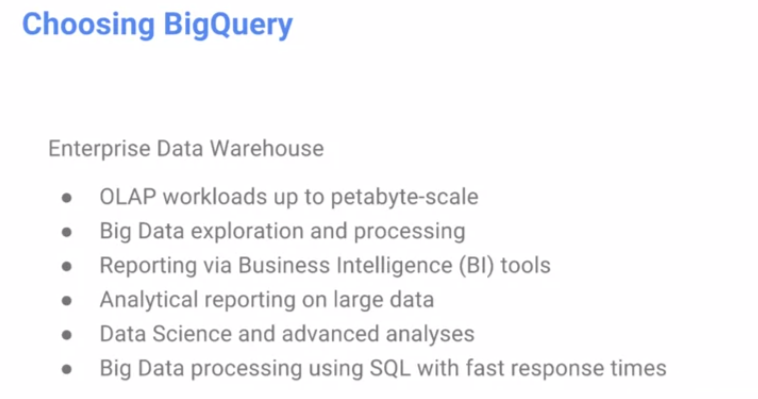 Choosing BigQuery
Enterprise Data Warehouse
● OLAP workloads up to petabyte-scale
● Big Data exploration and processing
● Reporting via Business Intelligence (BI) tools
● Analytical reporting on large data
● Data Science and advanced analyses
● Big Data processing using SQL with fast response times